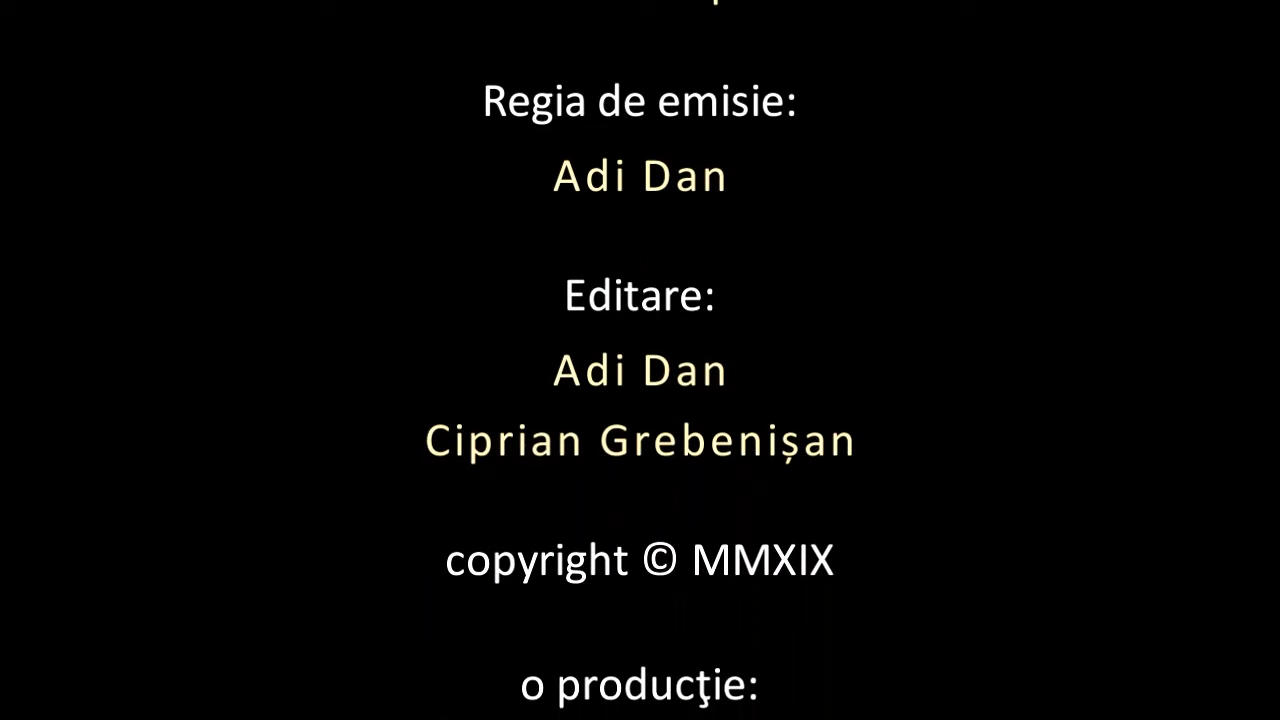 Regia de emisie:
Adi Dan
Editare:
Adi Dan
Ciprian Grebenișan
copyright © MMXIX
o producţie: